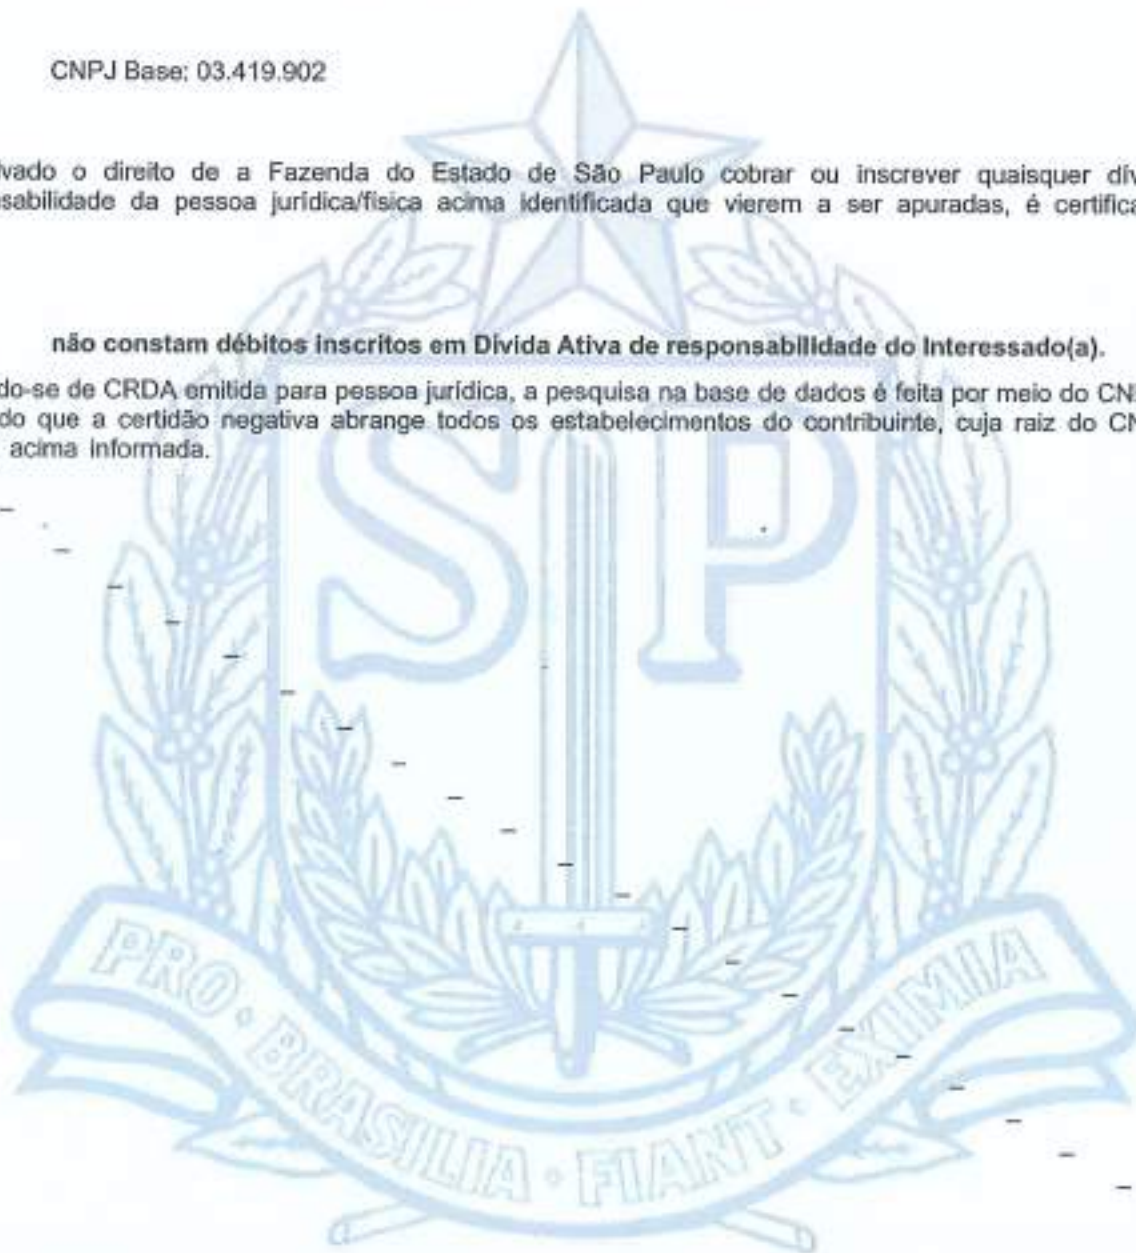 CNPJ Base: 03.419.902
vado o direito de a Fazenda do Estado de São Paulo cobrar ou inscrever quaisquer dív
sabilidade da pessoa jurídica/física acima identificada que vierem a ser apuradas, é certifica
não constam débitos inscritos em Dívida Ativa de responsabilidade do Interessado(a).
do-se de CRDA emitida para pessoa jurídica, a pesquisa na base de dados é feita por meio do CN
do que a certidão negativa abrange todos os estabelecimentos do contribuinte, cuja raiz do CN
acima informada.
SP
PRO • BRASILIA • FIANT • EXIMIA